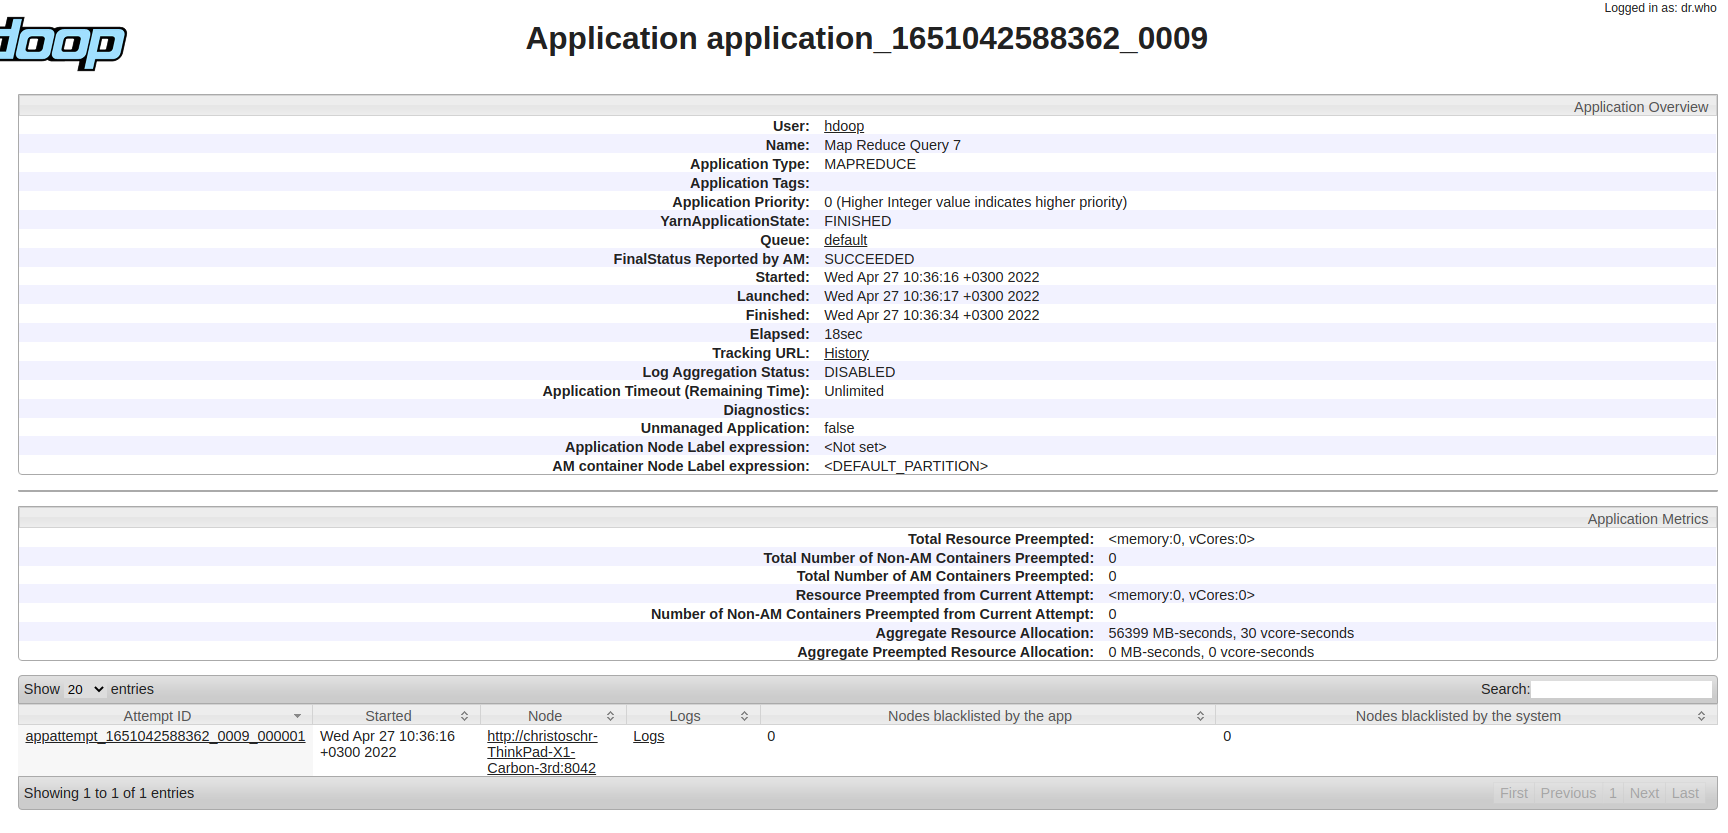 Logged in as: dr.who
doop
Application application_1651042588362_0009
Application Overview
User: hdoop
Name: Map Reduce Query 7
Application Type: MAPREDUCE
Application Tags:
Application Priority: 0 (Higher Integer value indicates higher priority)
YarnApplicationState: FINISHED
Queue: default
FinalStatus Reported by AM: SUCCEEDED
Started: Wed Apr 27 10:36:16 +0300 2022
Launched: Wed Apr 27 10:36:17 +0300 2022
Finished: Wed Apr 27 10:36:34 +0300 2022
Elapsed: 18sec
Tracking URL: History
Log Aggregation Status: DISABLED
Application Timeout (Remaining Time): Unlimited
Diagnostics:
Unmanaged Application: false
Application Node Label expression: <Not set>
AM container Node Label expression: <DEFAULT_PARTITION>
Application Metrics
Total Resource Preempted: <memory:0, vCores:0>
Total Number of Non-AM Containers Preempted: 0
Total Number of AM Containers Preempted: 0
Resource Preempted from Current Attempt: <memory:0, vCores:0>
Number of Non-AM Containers Preempted from Current Attempt: 0
Aggregate Resource Allocation: 56399 MB-seconds, 30 vcore-seconds
Aggregate Preempted Resource Allocation: 0 MB-seconds, 0 vcore-seconds
Show 20 entries Search:
Attempt ID Started Node Logs Nodes blacklisted by the app Nodes blacklisted by the system
appattempt_1651042588362_0009_000001 Wed Apr 27 10:36:16 http://christoschr- Logs 0 0
+0300 2022 ThinkPad-X1-
Carbon-3rd:8042
Showing 1 to 1 of 1 entries First Previous 1 Next Last